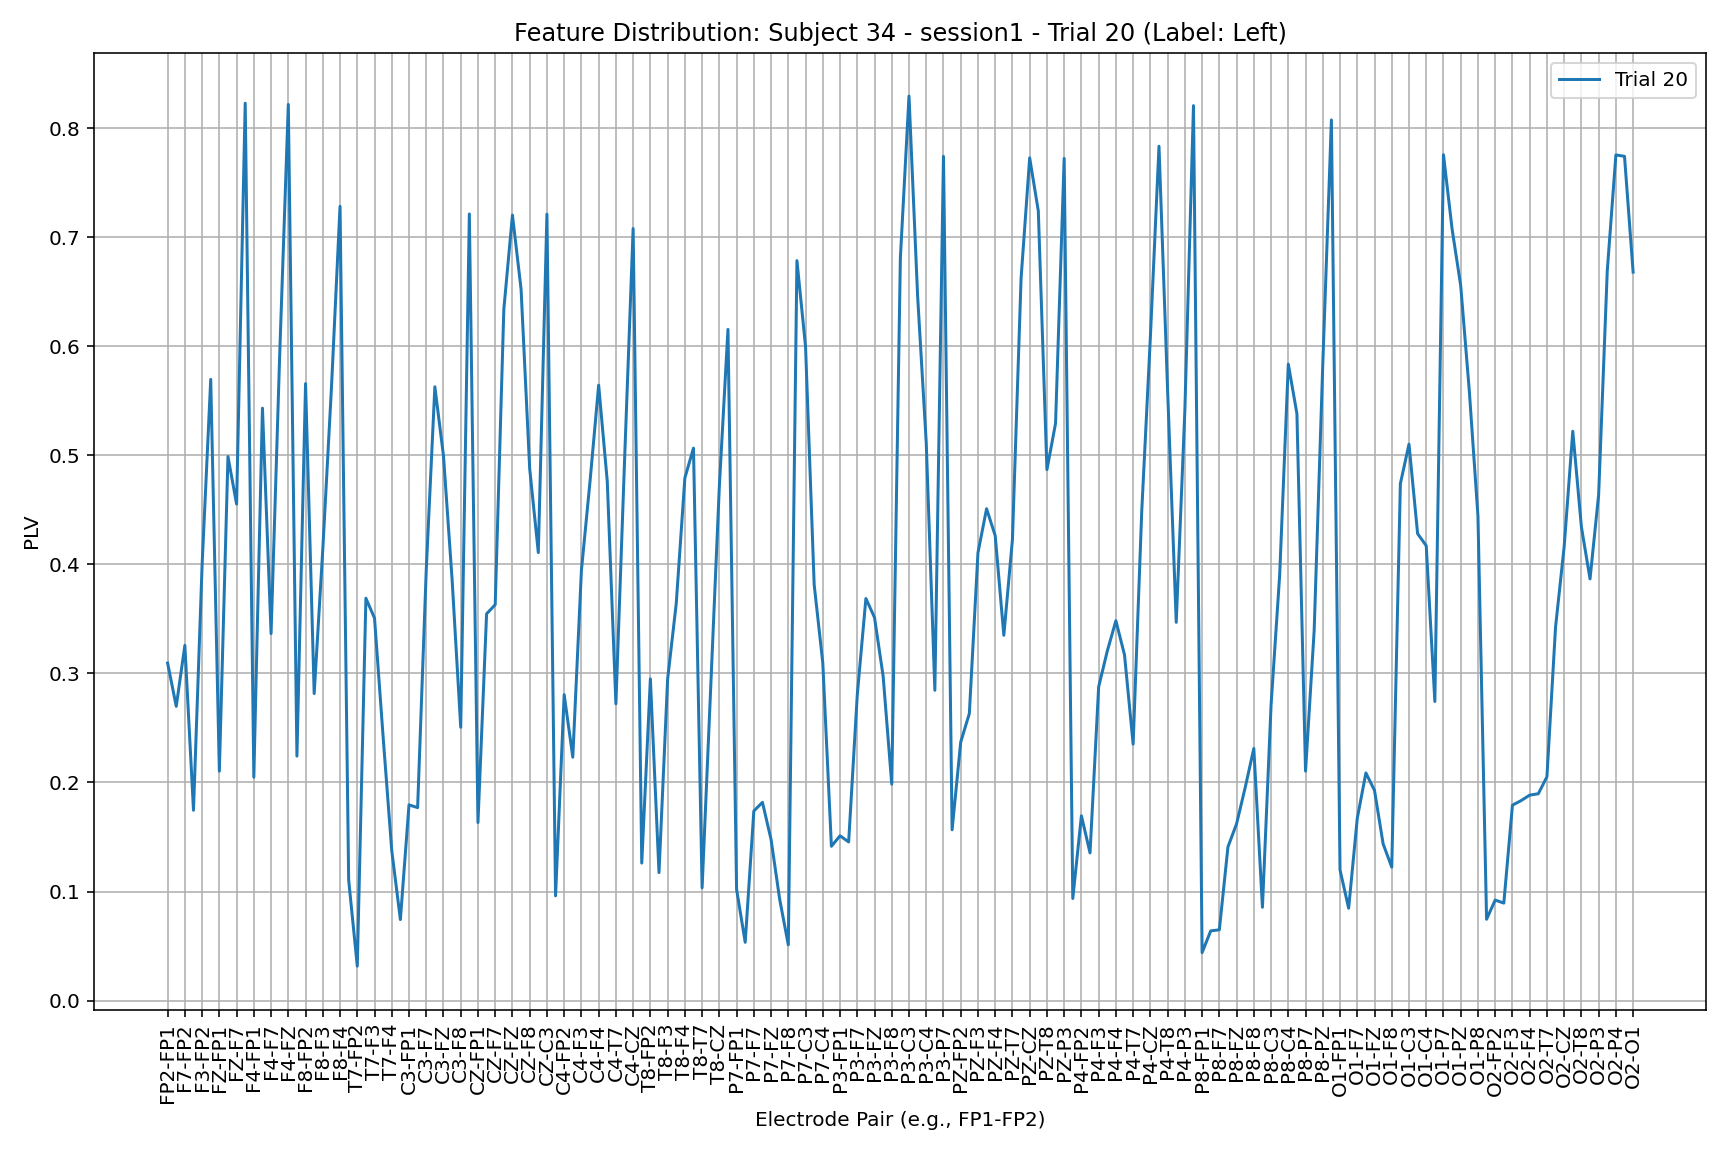 Feature Distribution: Subject 34 - session1 - Trial 20 (Label: Left)
Trial 20
PLV
0.8
0.7
0.6
0.5
0.4
0.3
0.2
0.1
0.0
FP2-FP1
F7-FP2
F3-FP2
FZ-FP1
FZ-F7
F4-FP1
F4-F7
F4-FZ
F8-FP2
F8-F3
F8-F4
T7-FP2
T7-F3
T7-F4
C3-FP1
C3-F7
C3-FZ
C3-F8
CZ-FP1
CZ-F7
CZ-FZ
CZ-F8
CZ-C3
C4-FP2
C4-F3
C4-F4
C4-T7
C4-CZ
T8-FP2
T8-F3
T8-F4
T8-T7
T8-CZ
P7-FP1
P7-F7
P7-FZ
P7-F8
P7-C3
P7-C4
P3-FP1
P3-F7
P3-FZ
P3-F8
P3-C3
P3-C4
P3-P7
PZ-FP2
PZ-F3
PZ-F4
PZ-T7
PZ-CZ
PZ-T8
PZ-P3
P4-FP2
P4-F3
P4-F4
P4-T7
P4-CZ
P4-T8
P4-P3
P8-FP1
P8-F7
P8-FZ
P8-F8
P8-C3
P8-C4
P8-P7
P8-PZ
O1-FP1
O1-F7
O1-FZ
O1-F8
O1-C3
O1-C4
O1-P7
O1-PZ
O1-P8
O2-FP2
O2-F3
O2-F4
O2-T7
O2-CZ
O2-T8
O2-P3
O2-P4
O2-O1
Electrode Pair (e.g., FP1-FP2)